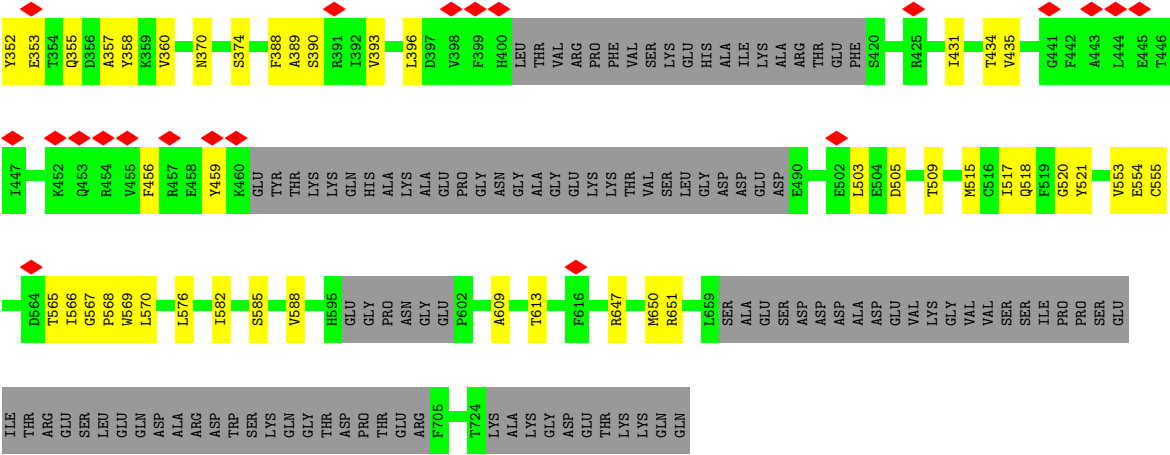 Y352 E353 T354 Q355 D356 A357 Y358 K359 V360 N370 S374 F388 A389 S390 R391 I392 V393 L396 D397 V398 F399 H400 LEU THR VAL ARG PRO PHE VAL SER LYS GLU HIS ALA ILE LYS ALA ARG THR GLU PHE S420 R425 I431 T434 V435 G441 F442 A443 L444 E445 T446
I447 K452 Q453 R454 V455 F456 R457 E458 Y459 K460 GLU TYR THR LYS LYS GLN HIS ALA LYS ALA GLU PRO GLY ASN GLY ALA GLY GLU LYS LYS THR VAL SER LEU GLY ASP ASP GLU ASP E490 E502 L503 E504 D505 T509 M515 C516 I517 Q518 F519 G520 Y521 V553 E554 C555
D564 T565 I566 G567 P568 W569 L570 L576 I582 S585 V588 H595 GLU GLY PRO ASN GLY GLU P602 A609 T613 F616 R647 M650 R651 L659 SER ALA GLU SER ASP ASP ASP ALA ASP GLU VAL LYS GLY VAL VAL SER SER ILE PRO PRO SER GLU
ILE THR ARG GLU SER LEU GLU GLN ASP ALA ARG ASP TRP SER LYS GLN GLY THR ASP PRO THR GLU ARG F705 T724 LYS ALA LYS GLY ASP GLU THR LYS LYS GLN GLN